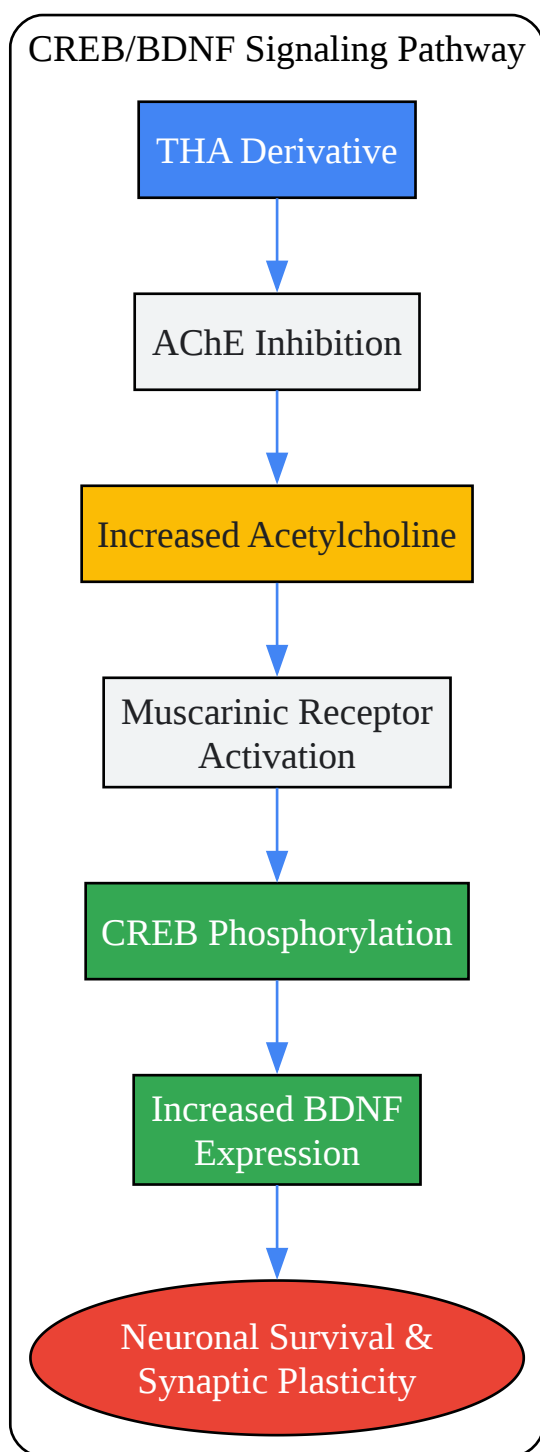 CREB/BDNF Signaling Pathway
THA Derivative
AChE Inhibition
Increased Acetylcholine
Muscarinic Receptor
Activation
CREB Phosphorylation
Increased BDNF
Expression
Neuronal Survival &
Synaptic Plasticity